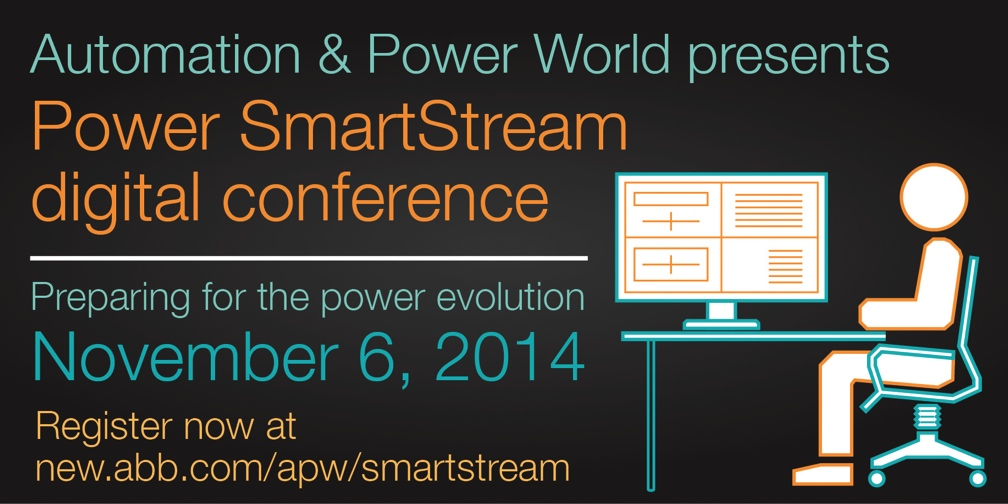 Automation & Power World presents
Power SmartStream
digital conference
Preparing for the power evolution
November 6, 2014
Register now at
new.abb.com/apw/smartstream